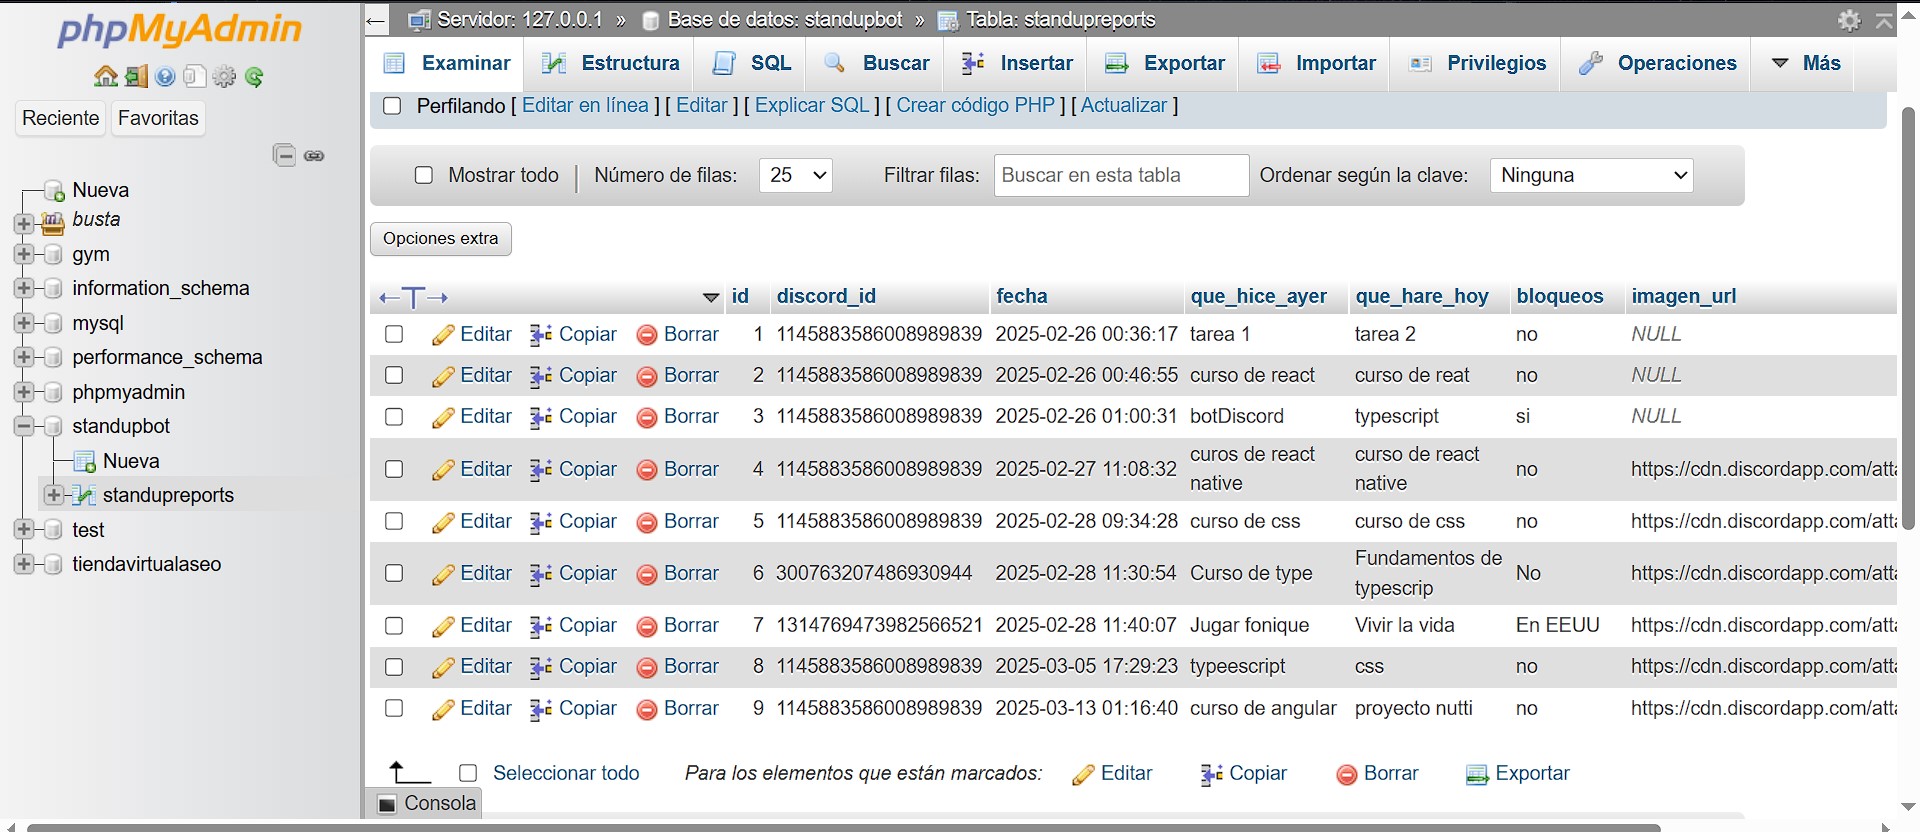 phpMyAdmin
Reciente Favoritas
Nueva
busta
gym
information_schema
mysql
performance_schema
phpmyadmin
standupbot
Nueva
standupreports
test
tiendavirtualaseo
Servidor: 127.0.0.1 » Base de datos: standupbot » Tabla: standupreports
Examinar Estructura SQL Buscar Insertar Exportar Importar Privilegios Operaciones Más
Perfilando [ Editar en línea ] [ Editar ] [ Explicar SQL ] [ Crear código PHP ] [ Actualizar ]
Mostrar todo Número de filas: 25 Filtrar filas: Buscar en esta tabla Ordenar según la clave: Ninguna
Opciones extra
←T→ id discord_id fecha que_hice_ayer que_hare_hoy bloqueos imagen_url
Editar Copiar Borrar 1 1145883586008989839 2025-02-26 00:36:17 tarea 1 tarea 2 no NULL
Editar Copiar Borrar 2 1145883586008989839 2025-02-26 00:46:55 curso de react curso de reat no NULL
Editar Copiar Borrar 3 1145883586008989839 2025-02-26 01:00:31 botDiscord typescript si NULL
Editar Copiar Borrar 4 1145883586008989839 2025-02-27 11:08:32 curos de react native curso de react native no https://cdn.discordapp.com/atta
Editar Copiar Borrar 5 1145883586008989839 2025-02-28 09:34:28 curso de css curso de css no https://cdn.discordapp.com/atta
Editar Copiar Borrar 6 300763207486930944 2025-02-28 11:30:54 Curso de type Fundamentos de typescrip No https://cdn.discordapp.com/atta
Editar Copiar Borrar 7 1314769473982566521 2025-02-28 11:40:07 Jugar fonique Vivir la vida En EEUU https://cdn.discordapp.com/atta
Editar Copiar Borrar 8 1145883586008989839 2025-03-05 17:29:23 typeescript css no https://cdn.discordapp.com/atta
Editar Copiar Borrar 9 1145883586008989839 2025-03-13 01:16:40 curso de angular proyecto nutti no https://cdn.discordapp.com/atta
Seleccionar todo Para los elementos que están marcados: Editar Copiar Borrar Exportar
Consola